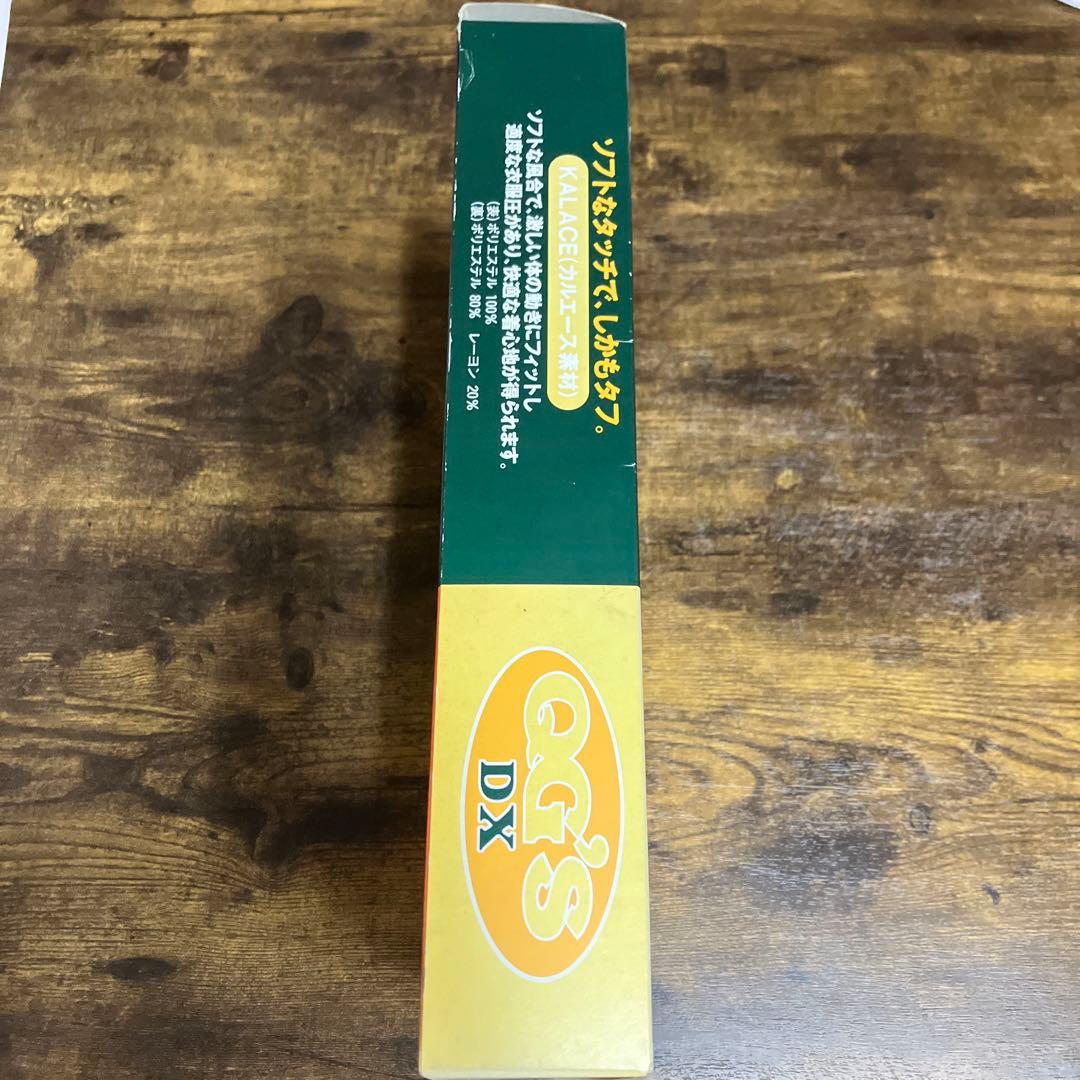 ソフトなタッチで、しかもタフ。
KALACE(カルエース素材)
ソフトな風合で、激しい体の動きにフィットし
適度な衣服圧があり、快適な着心地が得られます。
(表)ポリエステル 100%
(裏)ポリエステル 80% レーヨン 20%
QG'S
DX